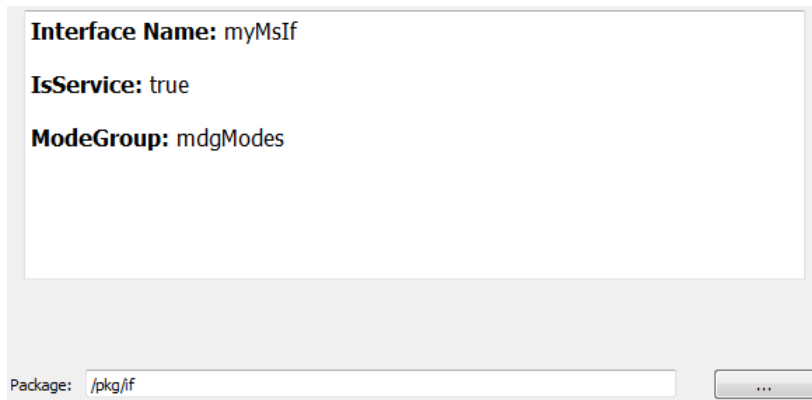 Interface Name: myMsIf
IsService: true
ModeGroup: mdgModes
Package: /pkg/if ...